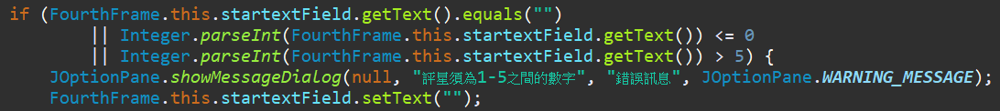 if (FourthFrame.this.startextField.getText().equals("")
|| Integer.parseInt(FourthFrame.this.startextField.getText()) <= 0
|| Integer.parseInt(FourthFrame.this.startextField.getText()) > 5) {
JOptionPane.showMessageDialog(null, "評星須為1-5之間的數字", "錯誤訊息", JOptionPane.WARNING_MESSAGE);
FourthFrame.this.startextField.setText("");